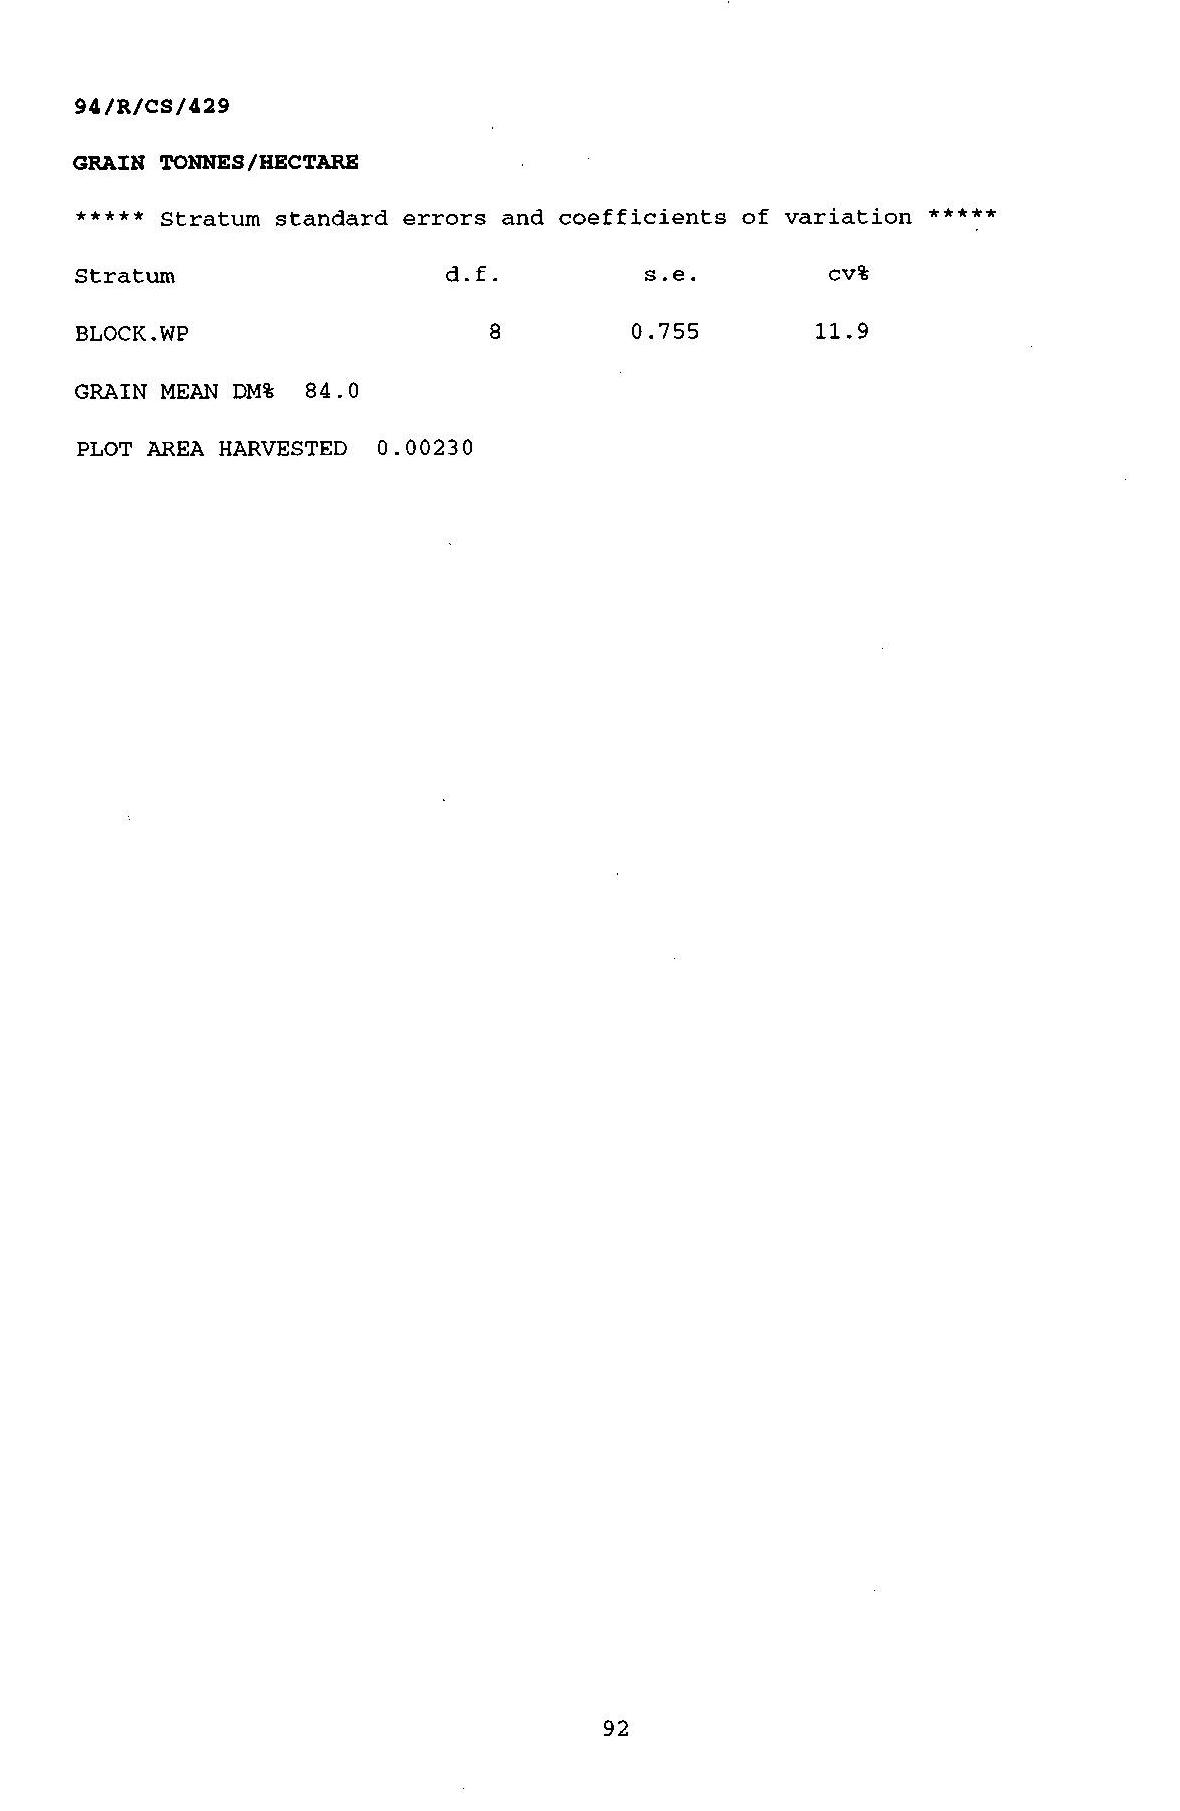 94/R/CS/429
GRAIN TONNES/HECTARE
***** Stratum standard errors and coefficients of variation *****
Stratum d.f. s.e. cv%
BLOCK.WP 8 0.755 11.9
GRAIN MEAN DM% 84.0
PLOT AREA HARVESTED 0.00230
92